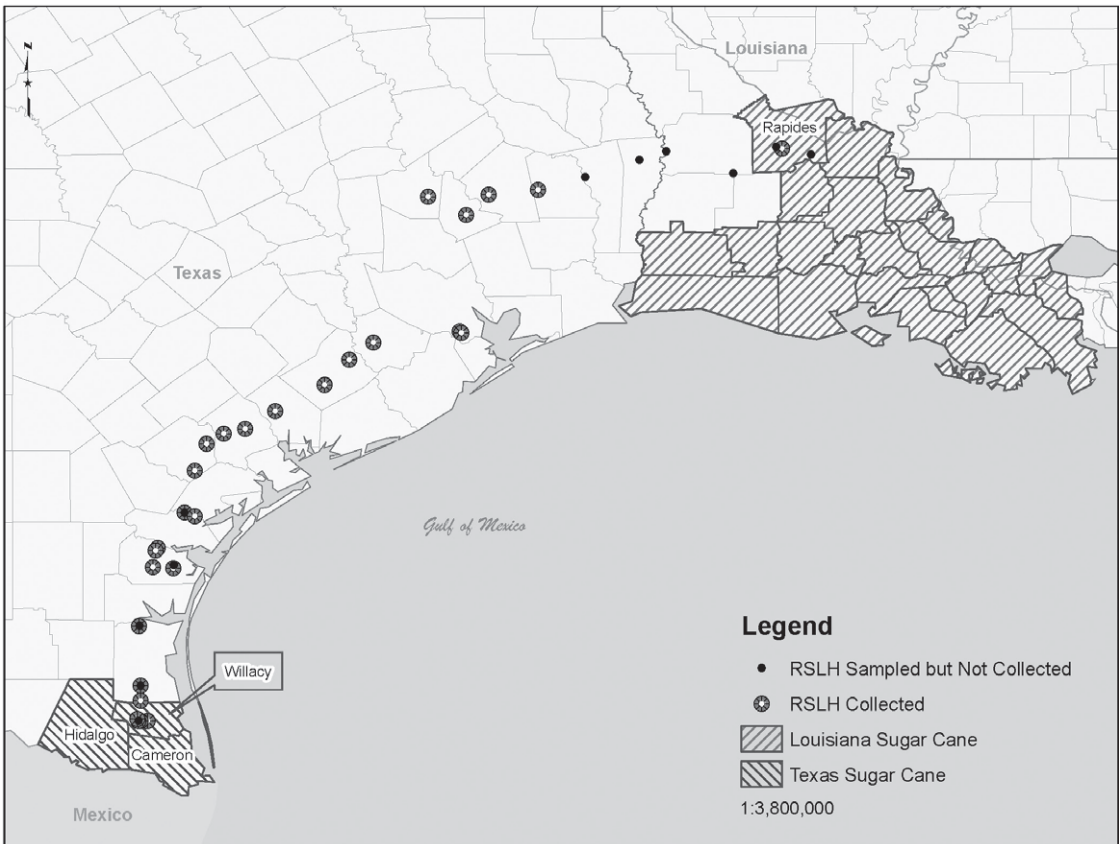 N
Louisiana
Rapides
Texas
Gulf of Mexico
Willacy
Hidalgo
Cameron
Mexico
Legend
RSLH Sampled but Not Collected
RSLH Collected
Louisiana Sugar Cane
Texas Sugar Cane
1:3,800,000